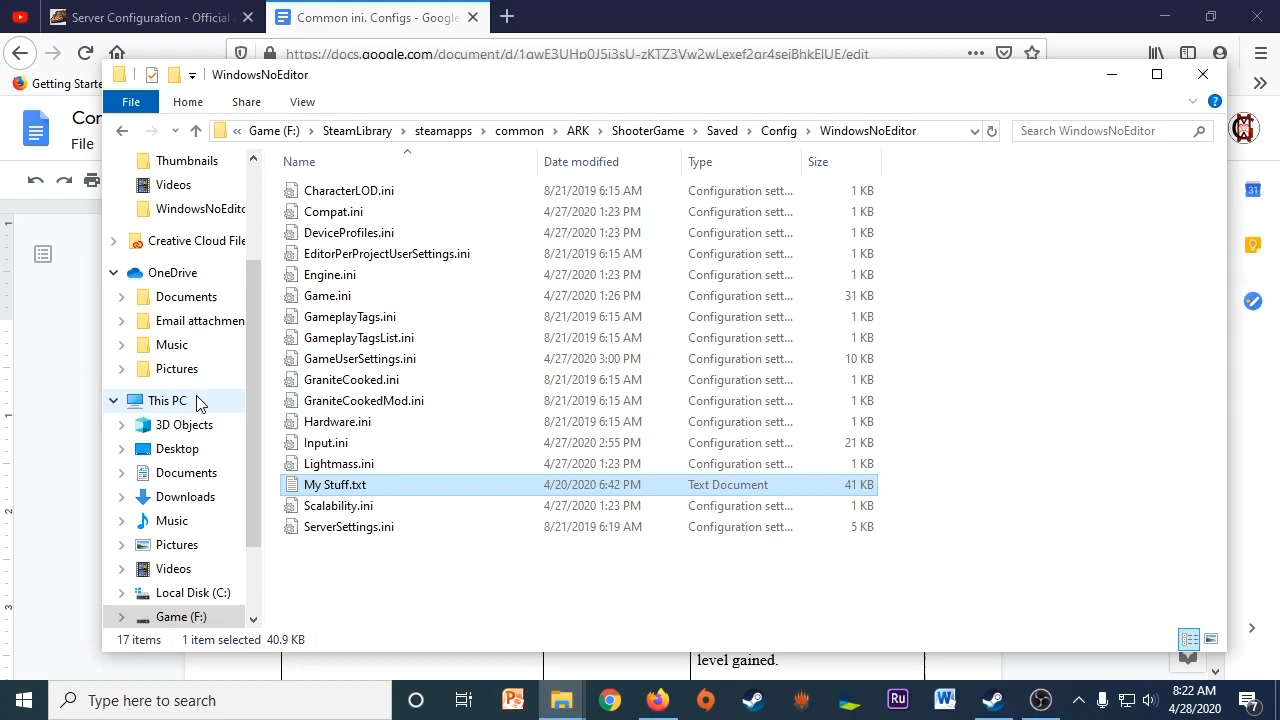 Server Configuration - Official
Common ini. Configs - Google
https://docs.google.com/document/d/1qwE3UHp0J5i3sU-zKTZ3Vw2wLexef2gr4seiBhkEIUE/edit
Getting Starte
WindowsNoEditor
File Home Share View
Con
File
Game (F:) SteamLibrary steamapps common ARK ShooterGame Saved Config WindowsNoEditor
Search WindowsNoEditor
Name Date modified Type Size
Thumbnails
Videos
WindowsNoEdito
Creative Cloud File
OneDrive
Documents
Email attachmen
Music
Pictures
This PC
3D Objects
Desktop
Documents
Downloads
Music
Pictures
Videos
Local Disk (C:)
Game (F:)
CharacterLOD.ini 8/21/2019 6:15 AM Configuration sett... 1 KB
Compat.ini 4/27/2020 1:23 PM Configuration sett... 1 KB
DeviceProfiles.ini 4/27/2020 1:23 PM Configuration sett... 1 KB
EditorPerProjectUserSettings.ini 8/21/2019 6:15 AM Configuration sett... 1 KB
Engine.ini 4/27/2020 1:23 PM Configuration sett... 1 KB
Game.ini 4/27/2020 1:26 PM Configuration sett... 31 KB
GameplayTags.ini 8/21/2019 6:15 AM Configuration sett... 1 KB
GameplayTagsList.ini 8/21/2019 6:15 AM Configuration sett... 1 KB
GameUserSettings.ini 4/27/2020 3:00 PM Configuration sett... 10 KB
GraniteCooked.ini 8/21/2019 6:15 AM Configuration sett... 1 KB
GraniteCookedMod.ini 8/21/2019 6:15 AM Configuration sett... 1 KB
Hardware.ini 8/21/2019 6:15 AM Configuration sett... 1 KB
Input.ini 4/27/2020 2:55 PM Configuration sett... 21 KB
Lightmass.ini 4/27/2020 1:23 PM Configuration sett... 1 KB
My Stuff.txt 4/20/2020 6:42 PM Text Document 41 KB
Scalability.ini 4/27/2020 1:23 PM Configuration sett... 1 KB
ServerSettings.ini 8/21/2019 6:19 AM Configuration sett... 5 KB
17 items 1 item selected 40.9 KB
level gained.
Type here to search
Ru
8:22 AM
4/28/2020
7